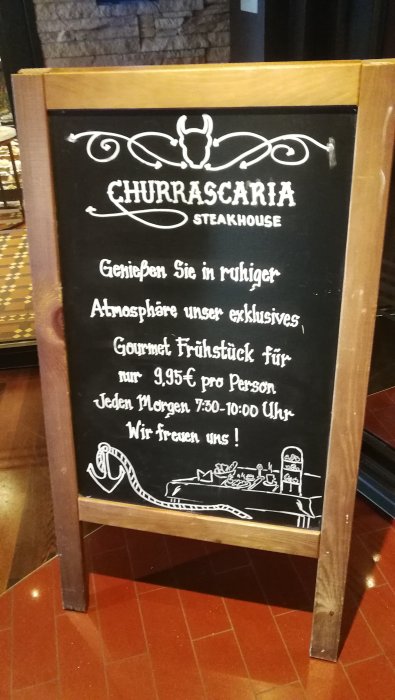 CHURRASCARIA
STEAKHOUSE
Genießen Sie in ruhiger
Atmosphäre unser exklusives
Gourmet Frühstück für
nur 9,95€ pro Person
Jeden Morgen 7:30-10:00 Uhr
Wir freuen uns!